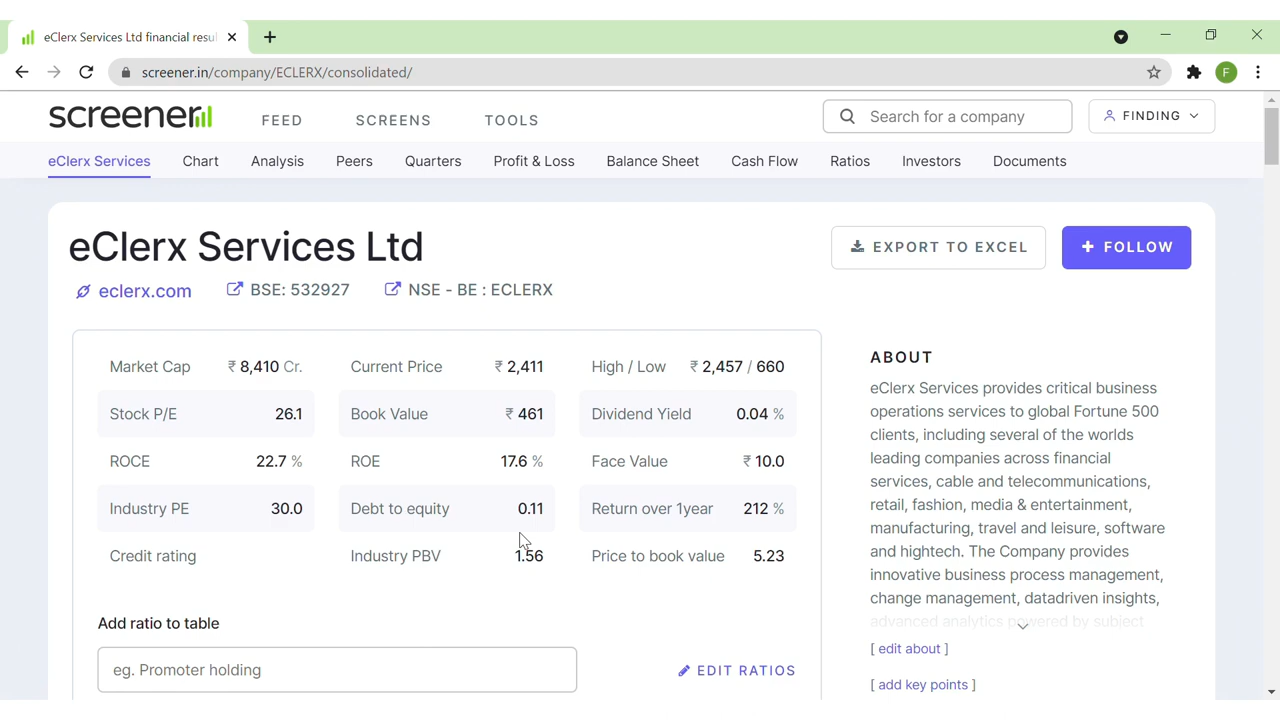 eClerx Services Ltd financial resul
screener.in/company/ECLERX/consolidated/
F
screener
FEED SCREENS TOOLS
Search for a company
FINDING
eClerx Services Chart Analysis Peers Quarters Profit & Loss Balance Sheet Cash Flow Ratios Investors Documents
eClerx Services Ltd
EXPORT TO EXCEL
+ FOLLOW
eclerx.com BSE: 532927 NSE - BE : ECLERX
Market Cap ₹ 8,410 Cr. Current Price ₹ 2,411 High / Low ₹ 2,457 / 660
Stock P/E 26.1 Book Value ₹ 461 Dividend Yield 0.04 %
ROCE 22.7 % ROE 17.6 % Face Value ₹ 10.0
Industry PE 30.0 Debt to equity 0.11 Return over 1year 212 %
Credit rating Industry PBV 1.56 Price to book value 5.23
Add ratio to table
eg. Promoter holding
EDIT RATIOS
ABOUT
eClerx Services provides critical business
operations services to global Fortune 500
clients, including several of the worlds
leading companies across financial
services, cable and telecommunications,
retail, fashion, media & entertainment,
manufacturing, travel and leisure, software
and hightech. The Company provides
innovative business process management,
change management, datadriven insights,
advanced analytics powered by subject
[ edit about ]
[ add key points ]